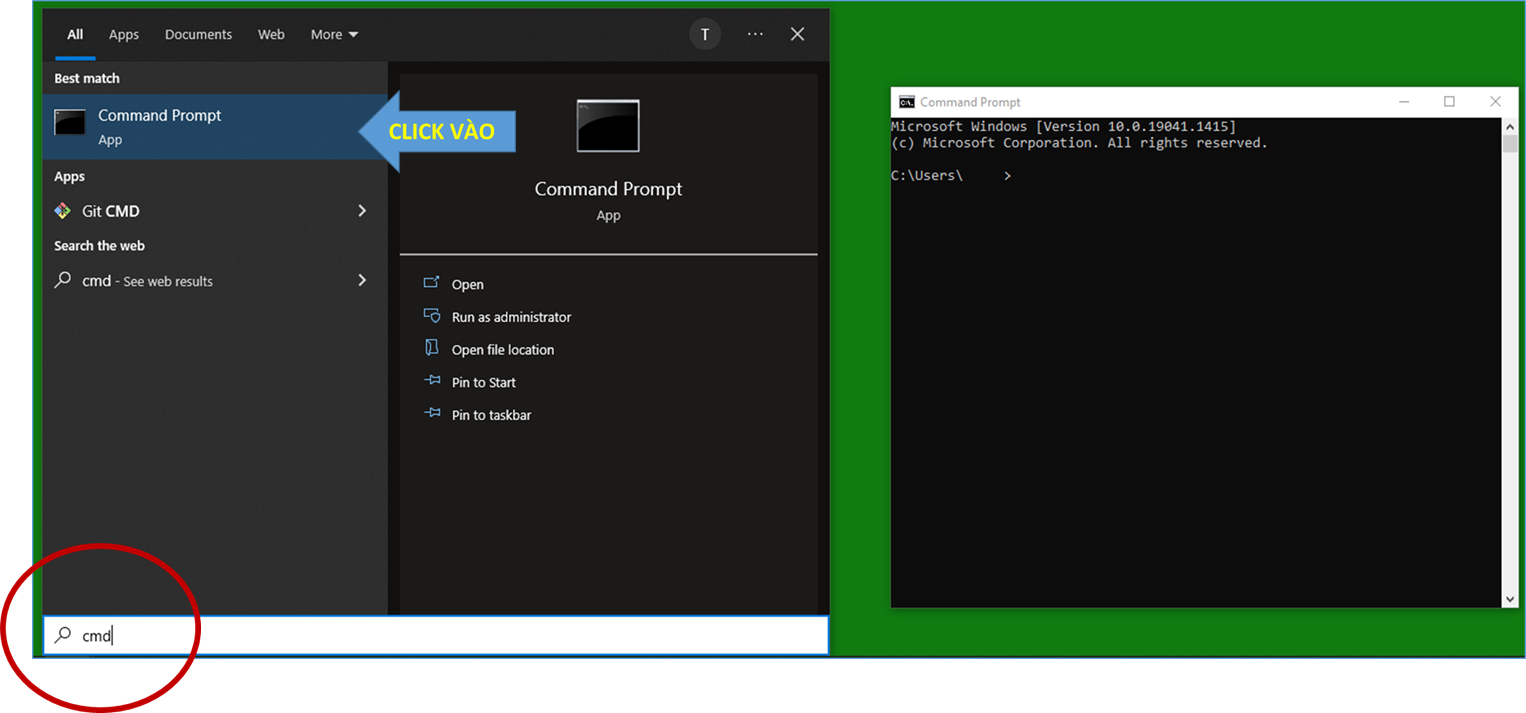 All Apps Documents Web More T
Best match
Command Prompt
App
CLICK VÀO
Apps
Git CMD
Search the web
cmd - See web results
Command Prompt
App
Open
Run as administrator
Open file location
Pin to Start
Pin to taskbar
cmd
C:\. Command Prompt
Microsoft Windows [Version 10.0.19041.1415]
(c) Microsoft Corporation. All rights reserved.
C:\Users\ >